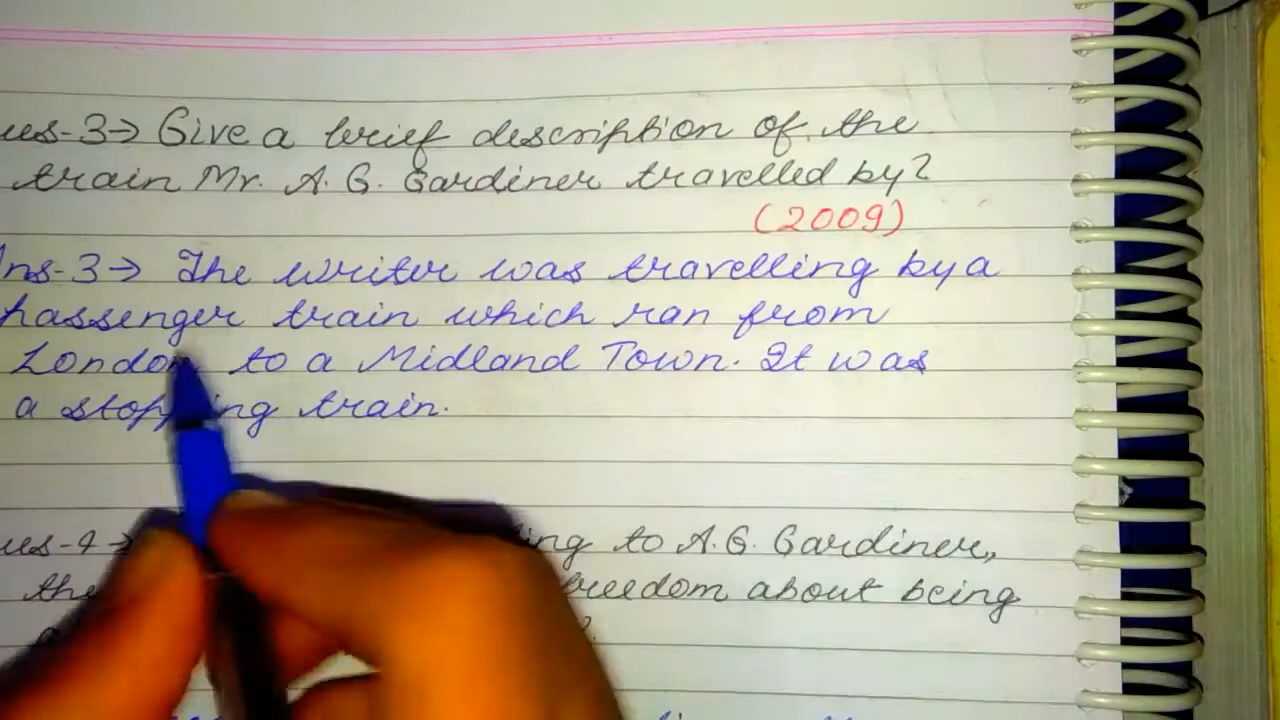 ues-3→ Give a brief description of the
train Mr. A. G. Gardiner travelled by?
(2009)
Ans-3→ The writer was travelling by a
passenger train which ran from
London to a Midland Town. It was
a stopping train.
ues-4→ ing to A.G. Gardiner,
the freedom about being